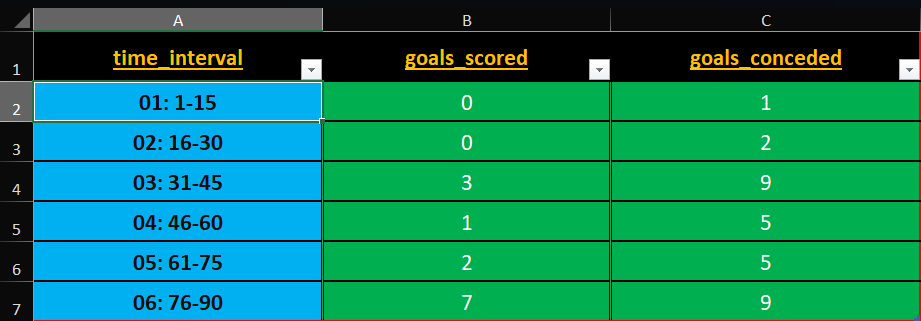 A B C
1 time_interval goals_scored goals_conceded
2 01: 1-15 0 1
3 02: 16-30 0 2
4 03: 31-45 3 9
5 04: 46-60 1 5
6 05: 61-75 2 5
7 06: 76-90 7 9